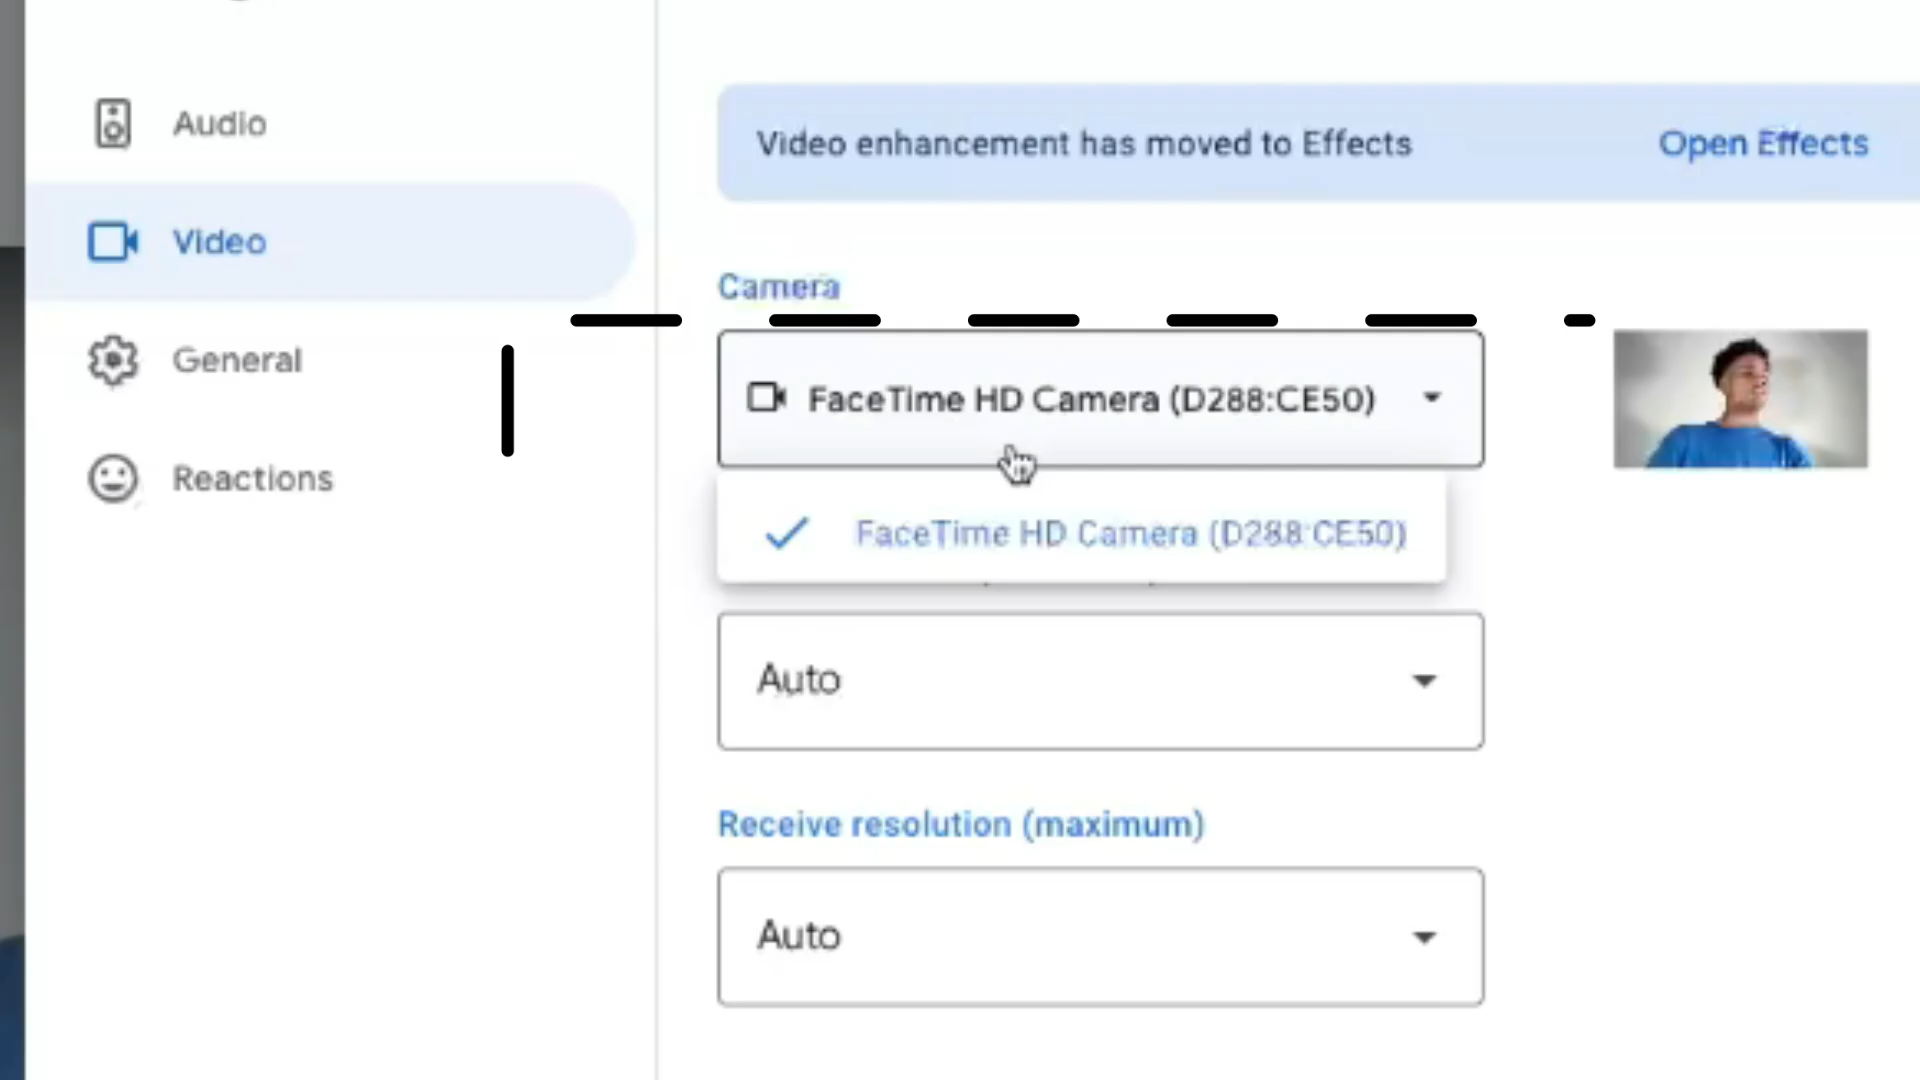 Audio
Video
General
Reactions
Video enhancement has moved to Effects
Open Effects
Camera
FaceTime HD Camera (D288:CE50)
FaceTime HD Camera (D288:CE50)
Auto
Receive resolution (maximum)
Auto